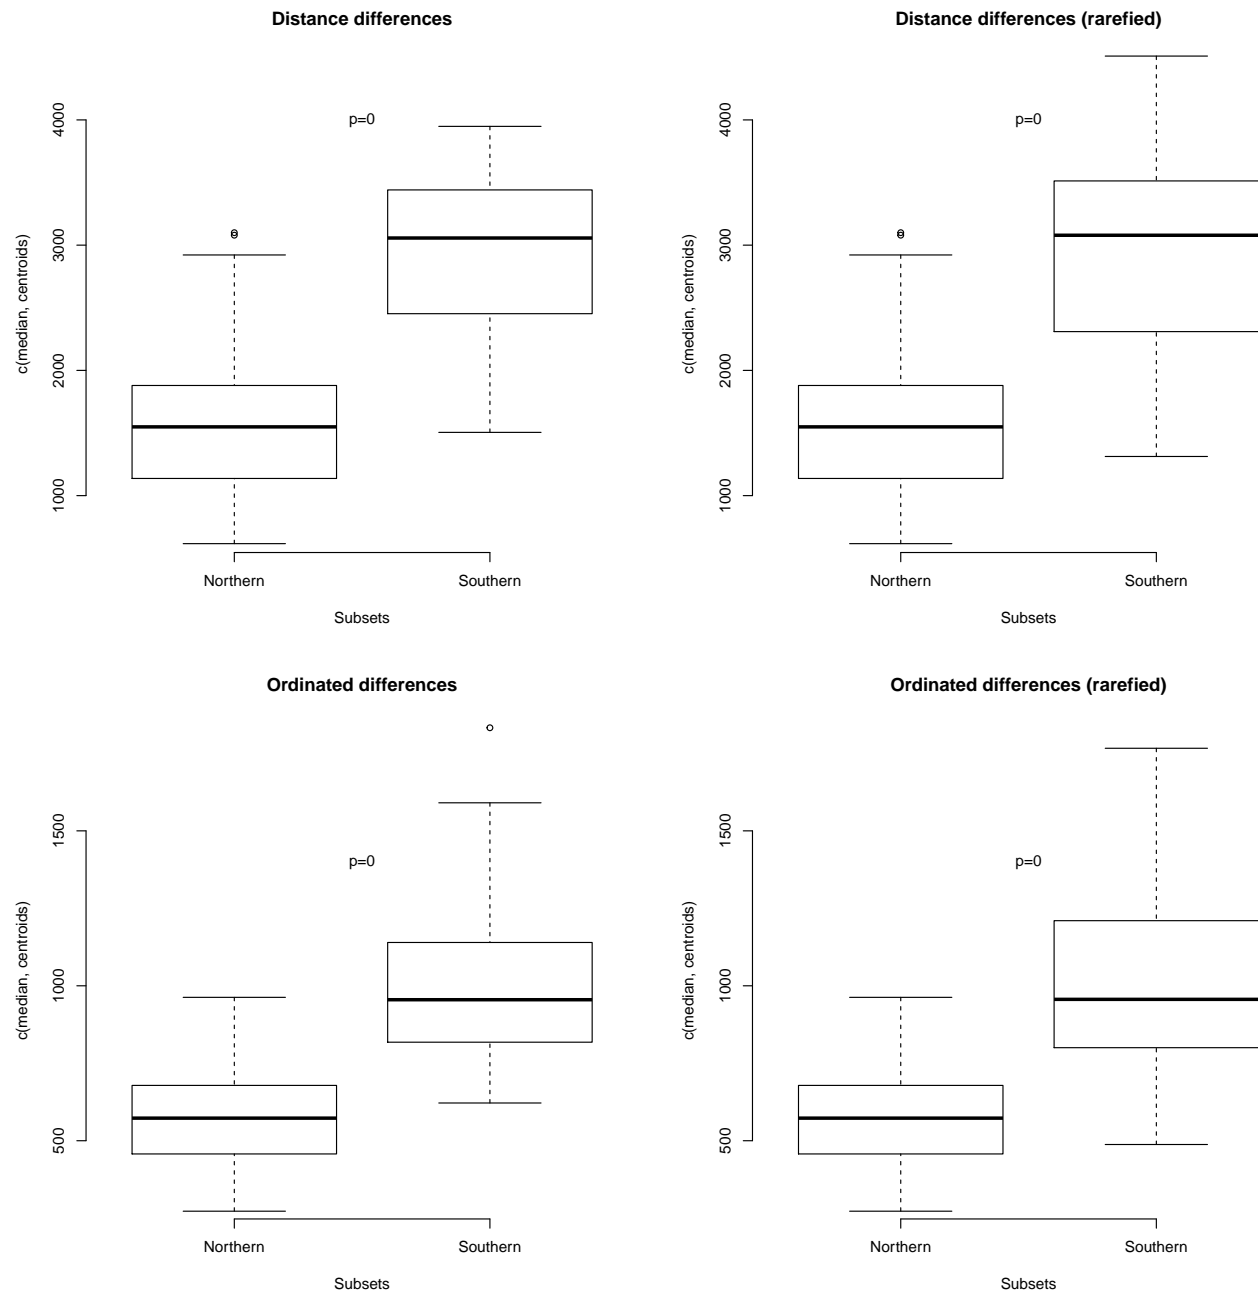 Distance differences
c(median, centroids)
4000
3000
2000
1000
p=0
Northern
Southern
Subsets
Distance differences (rarefied)
c(median, centroids)
4000
3000
2000
1000
p=0
Northern
Southern
Subsets
Ordinated differences
c(median, centroids)
1500
1000
500
p=0
Northern
Southern
Subsets
Ordinated differences (rarefied)
c(median, centroids)
1500
1000
500
p=0
Northern
Southern
Subsets